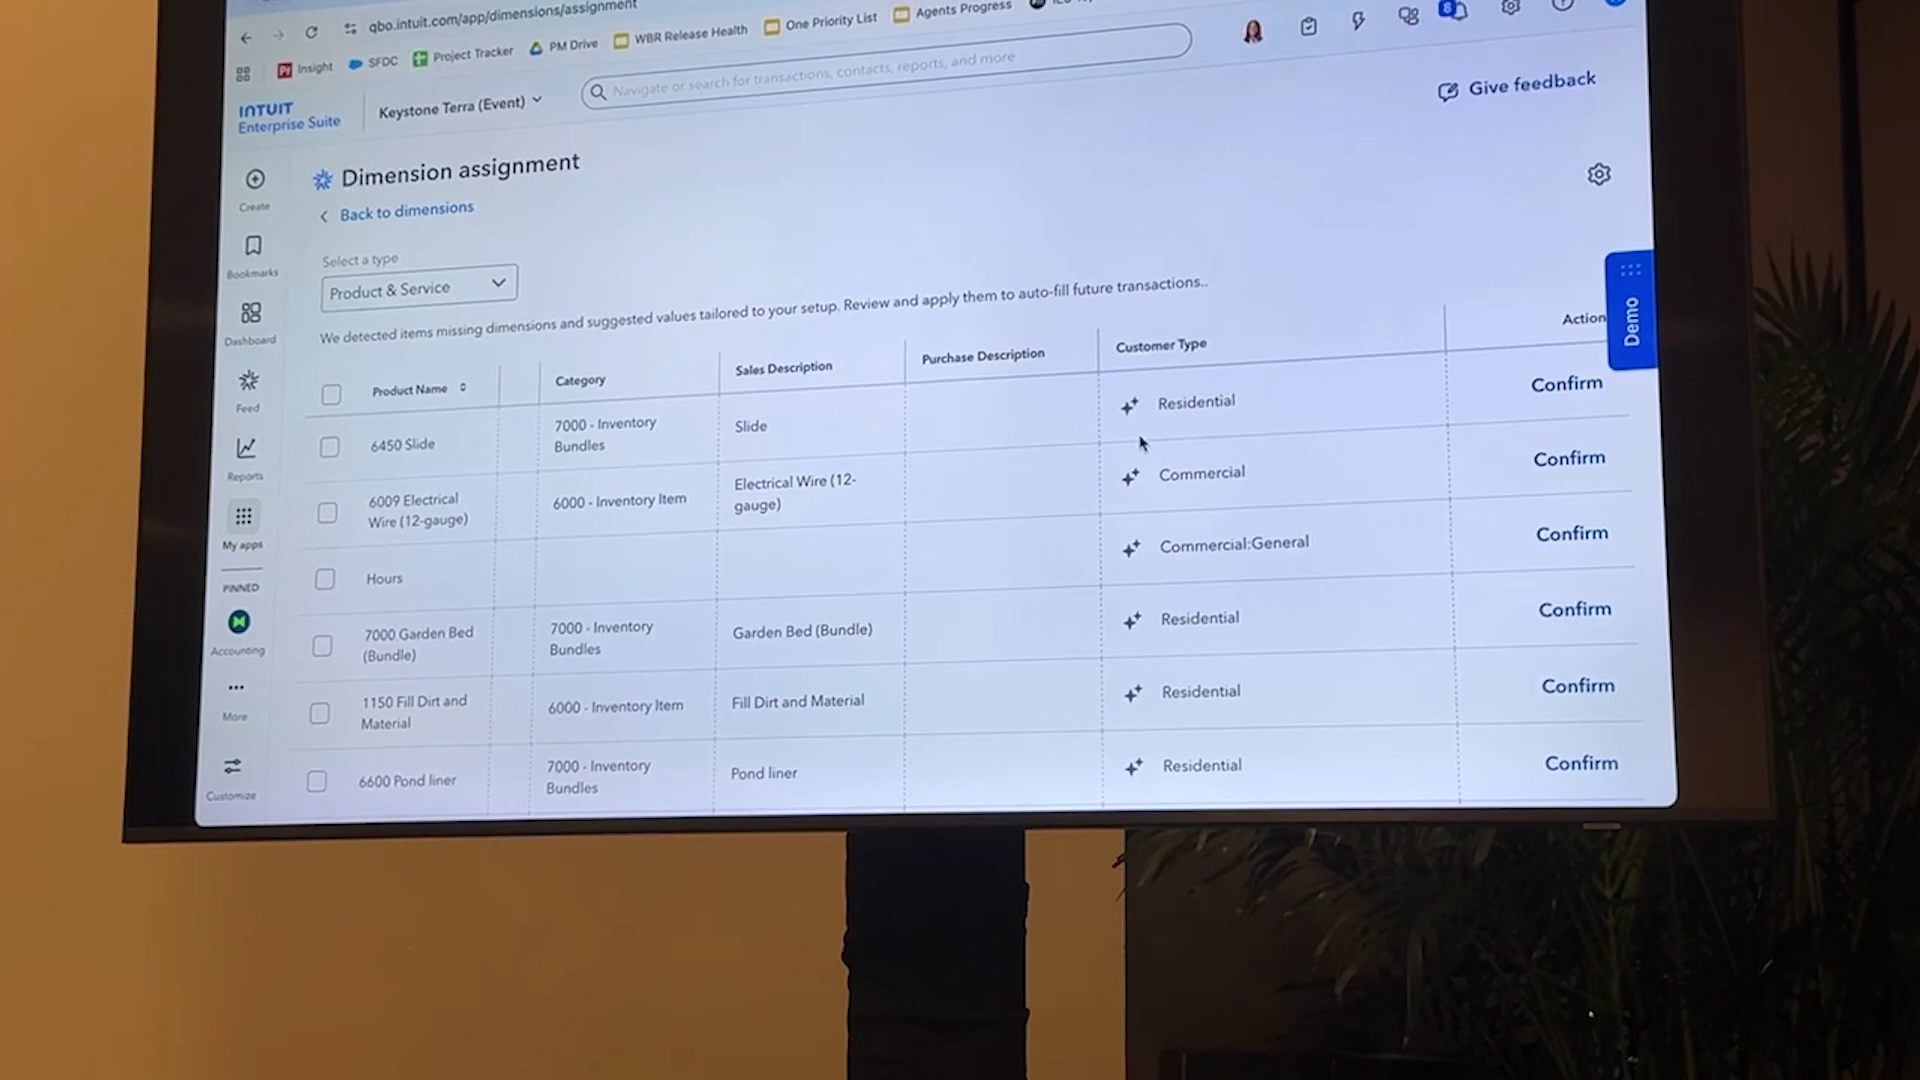 qbo.intuit.com/app/dimensions/assignment
Insight
SFDC
Project Tracker
PM Drive
WBR Release Health
One Priority List
Agents Progress
INTUIT
Enterprise Suite
Keystone Terra (Event)
Navigate or search for transactions, contacts, reports, and more
8
Give feedback
Dimension assignment
Back to dimensions
Select a type
Product & Service
We detected items missing dimensions and suggested values tailored to your setup. Review and apply them to auto-fill future transactions..
Demo
Create
Bookmarks
Dashboard
Feed
Reports
My apps
PINNED
Accounting
More
Customize
Product Name
Category
Sales Description
Purchase Description
Customer Type
Action
6450 Slide
7000 - Inventory
Bundles
Slide
Residential
Confirm
6009 Electrical
Wire (12-gauge)
6000 - Inventory Item
Electrical Wire (12-
gauge)
Commercial
Confirm
Hours
Commercial:General
Confirm
7000 Garden Bed
(Bundle)
7000 - Inventory
Bundles
Garden Bed (Bundle)
Residential
Confirm
1150 Fill Dirt and
Material
6000 - Inventory Item
Fill Dirt and Material
Residential
Confirm
6600 Pond liner
7000 - Inventory
Bundles
Pond liner
Residential
Confirm